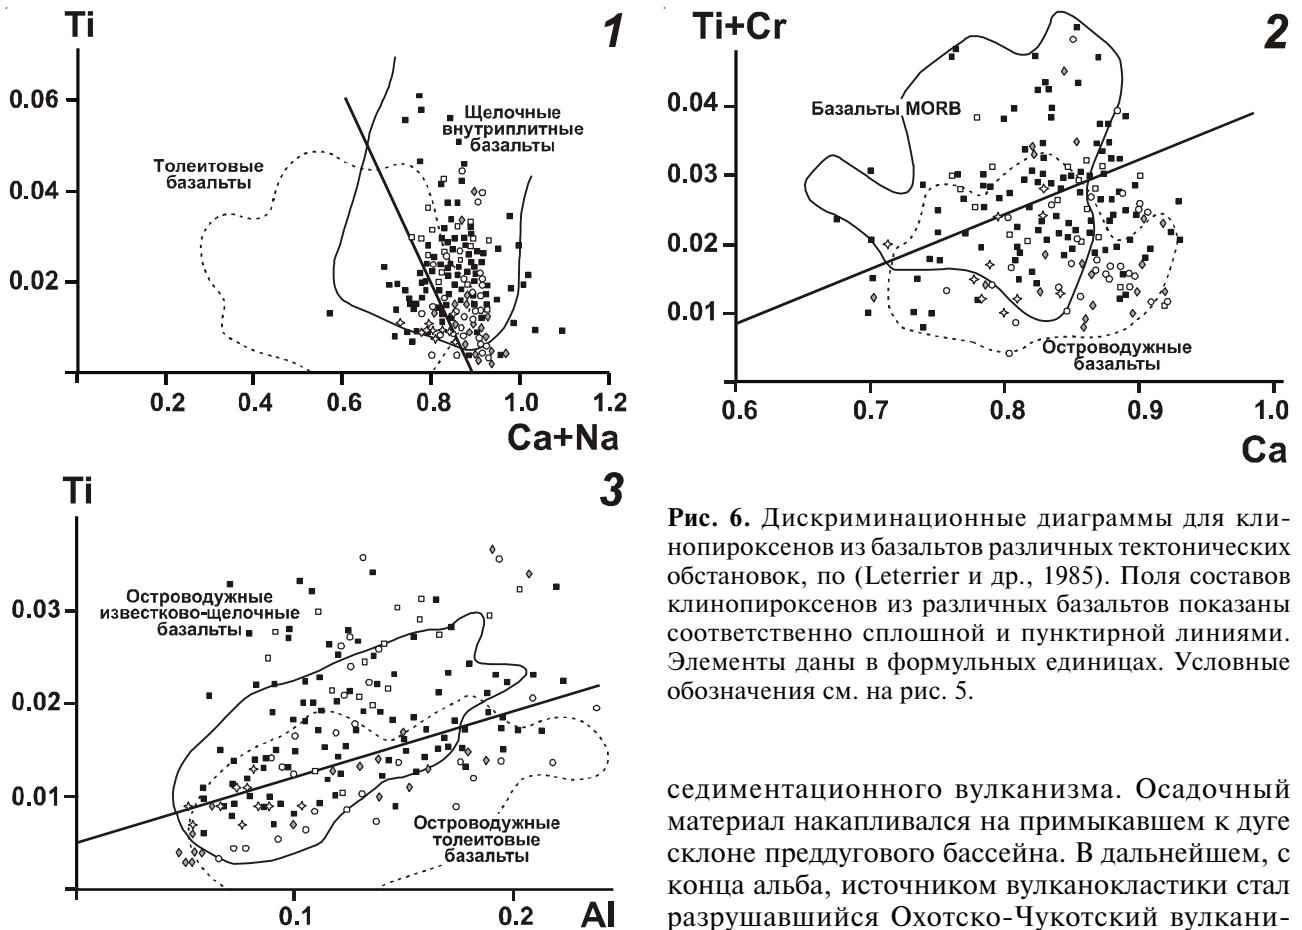 Ti
1
0.06
0.04
0.02
Щелочные
внутриплитные
базальты
Толеитовые
базальты
0.2 0.4 0.6 0.8 1.0 1.2
Ca+Na
Ti+Cr
2
0.04
0.03
0.02
0.01
Базальты MORB
Островодужные
базальты
0.6 0.7 0.8 0.9 1.0
Ca
Ti
3
0.03
0.02
0.01
Островодужные
известково-щелочные
базальты
Островодужные
толеитовые
базальты
0.1 0.2
Al
Рис. 6. Дискриминационные диаграммы для кли-
нопироксенов из базальтов различных тектонических
обстановок, по (Leterrier и др., 1985). Поля составов
клинопироксенов из различных базальтов показаны
соответственно сплошной и пунктирной линиями.
Элементы даны в формульных единицах. Условные
обозначения см. на рис. 5.
седиментационного вулканизма. Осадочный
материал накапливался на примыкавшем к дуге
склоне преддугового бассейна. В дальнейшем, с
конца альба, источником вулканокластики стал
разрушавшийся Охотско-Чукотский вулкани-